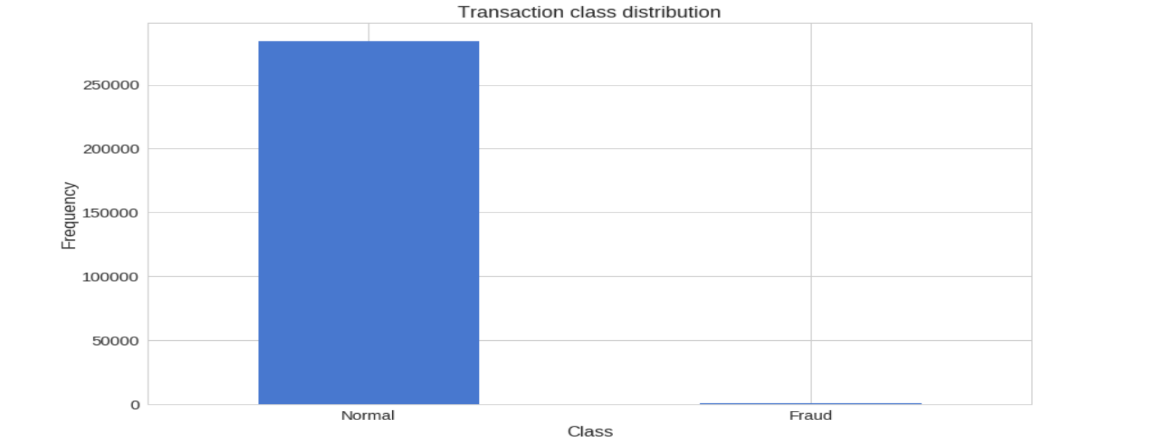 Transaction class distribution
Frequency
250000
200000
150000
100000
50000
0
Normal
Fraud
Class